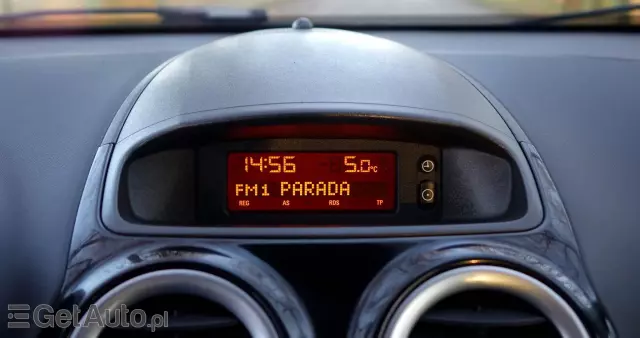 14:56 5.0°C
FM1 PARADA
REG AS RDS TP
GetAuto.pl